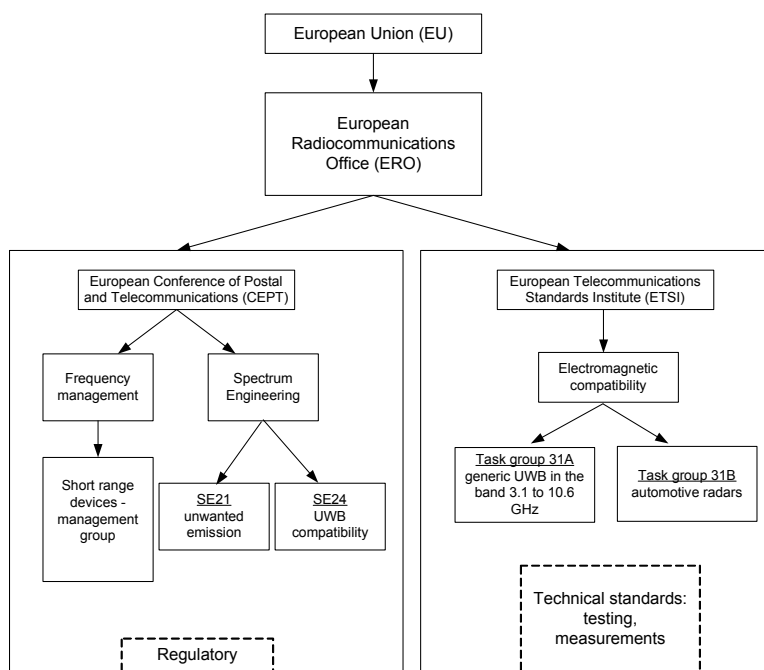 European Union (EU)
European
Radiocommunications
Office (ERO)
European Conference of Postal
and Telecommunications (CEPT)
Frequency
management
Spectrum
Engineering
Short range
devices -
management
group
SE21
unwanted
emission
SE24
UWB
compatibility
Regulatory
European Telecommunications
Standards Institute (ETSI)
Electromagnetic
compatibility
Task group 31A
generic UWB in the
band 3.1 to 10.6
GHz
Task group 31B
automotive radars
Technical standards:
testing,
measurements